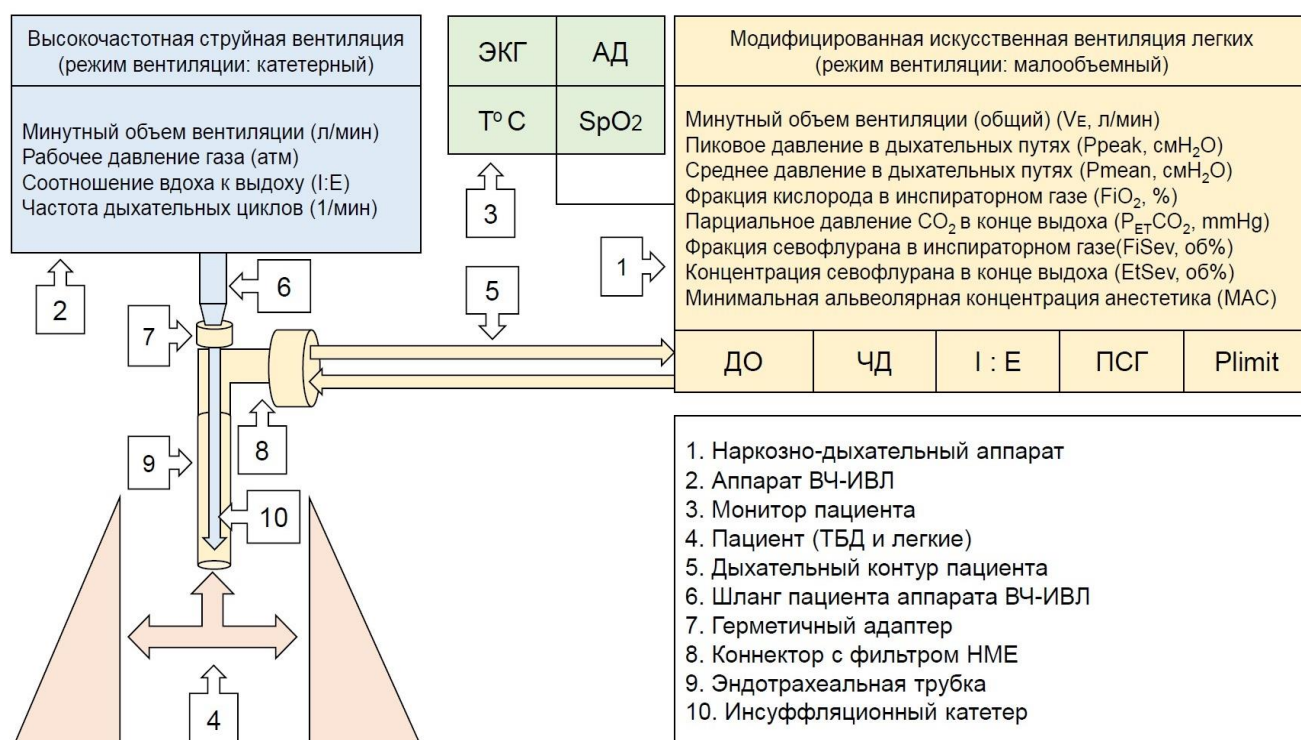 Высокочастотная струйная вентиляция
(режим вентиляции: катетерный)
Минутный объем вентиляции (л/мин)
Рабочее давление газа (атм)
Соотношение вдоха к выдоху (I:E)
Частота дыхательных циклов (1/мин)
ЭКГ
АД
Tº C
SpO2
Модифицированная искусственная вентиляция легких
(режим вентиляции: малообъемный)
Минутный объем вентиляции (общий) (VE, л/мин)
Пиковое давление в дыхательных путях (Ppeak, смH2O)
Среднее давление в дыхательных путях (Pmean, смH2O)
Фракция кислорода в инспираторном газе (FiO2, %)
Парциальное давление CO2 в конце выдоха (PETCO2, mmHg)
Фракция севофлурана в инспираторном газе(FiSev, об%)
Концентрация севофлурана в конце выдоха (EtSev, об%)
Минимальная альвеолярная концентрация анестетика (MAC)
ДО
ЧД
I : E
ПСГ
Plimit
2
6
3
5
1
7
8
9
10
4
1. Наркозно-дыхательный аппарат
2. Аппарат ВЧ-ИВЛ
3. Монитор пациента
4. Пациент (ТБД и легкие)
5. Дыхательный контур пациента
6. Шланг пациента аппарата ВЧ-ИВЛ
7. Герметичный адаптер
8. Коннектор с фильтром HME
9. Эндотрахеальная трубка
10. Инсуффляционный катетер